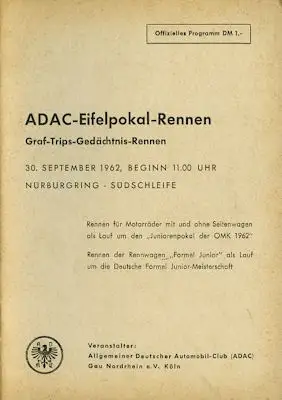 Offizielles Programm DM 1,-
ADAC-Eifelpokal-Rennen
Graf-Trips-Gedächtnis-Rennen
30. SEPTEMBER 1962, BEGINN 11.00 UHR
NÜRBURGRING - SÜDSCHLEIFE
Rennen für Motorräder mit und ohne Seitenwagen
als Lauf um den „Juniorenpokal der OMK 1962"
Rennen der Rennwagen „Formel Junior" als Lauf
um die Deutsche Formel Junior-Meisterschaft
Veranstalter:
Allgemeiner Deutscher Automobil-Club (ADAC)
Gau Nordrhein e.V. Köln